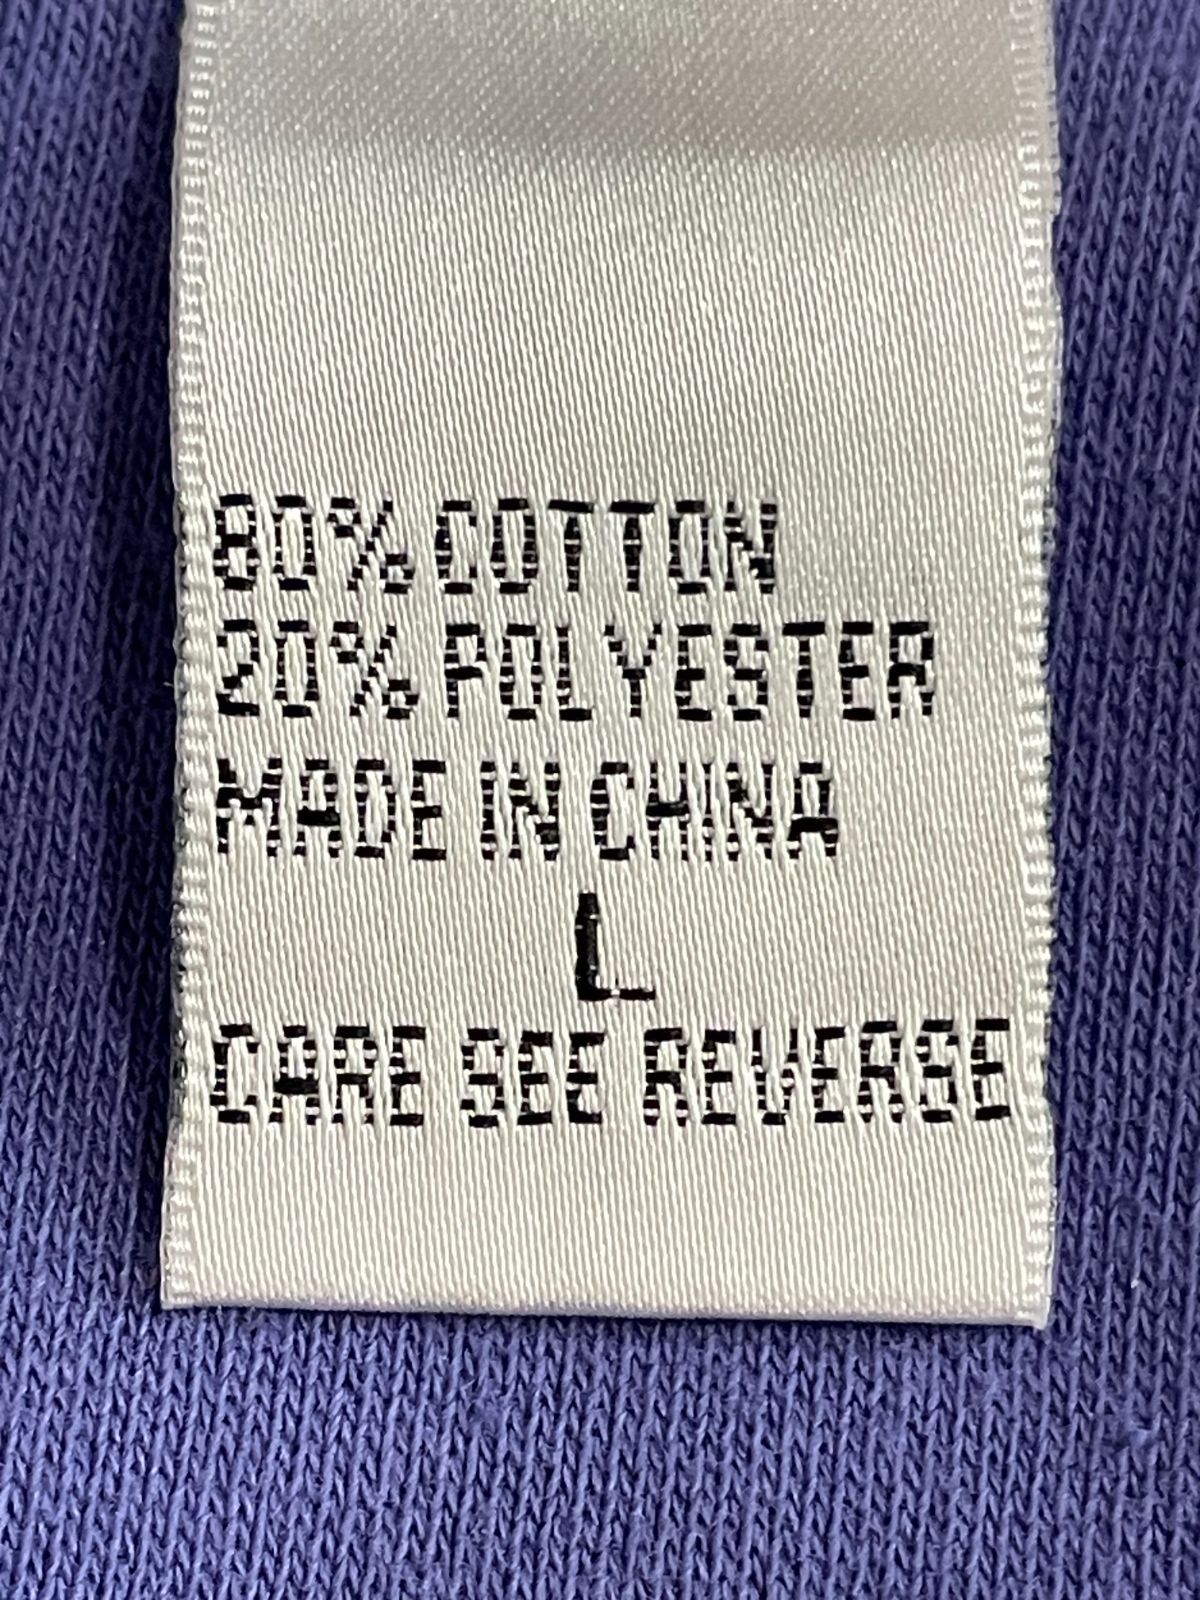 80% COTTON
20% POLYESTER
MADE IN CHINA
L
CARE SEE REVERSE